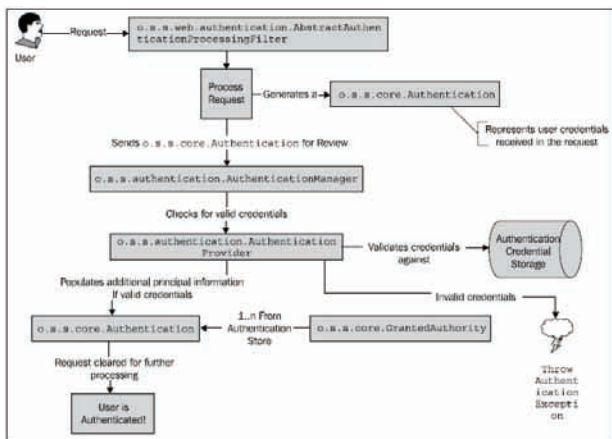 o.s.s.web.authentication.AbstractAuthen
ticationProcessingFilter
Request
User
Process
Request
Generates a
o.s.s.core.Authentication
Represents user credentials
received in the request
Sends o.s.s.core.Authentication for Review
o.s.s.authentication.AuthenticationManager
Checks for valid credentials
o.s.s.authentication.Authentication
Provider
Validates credentials
against
Authentication
Credential
Storage
Populates additional principal information
If valid credentials
Invalid credentials
o.s.s.core.Authentication
1..n From
Authentication
Store
o.s.s.core.GrantedAuthority
Throw
Authent
ication
Excepti
on
Request cleared for further
processing
User is
Authenticated!